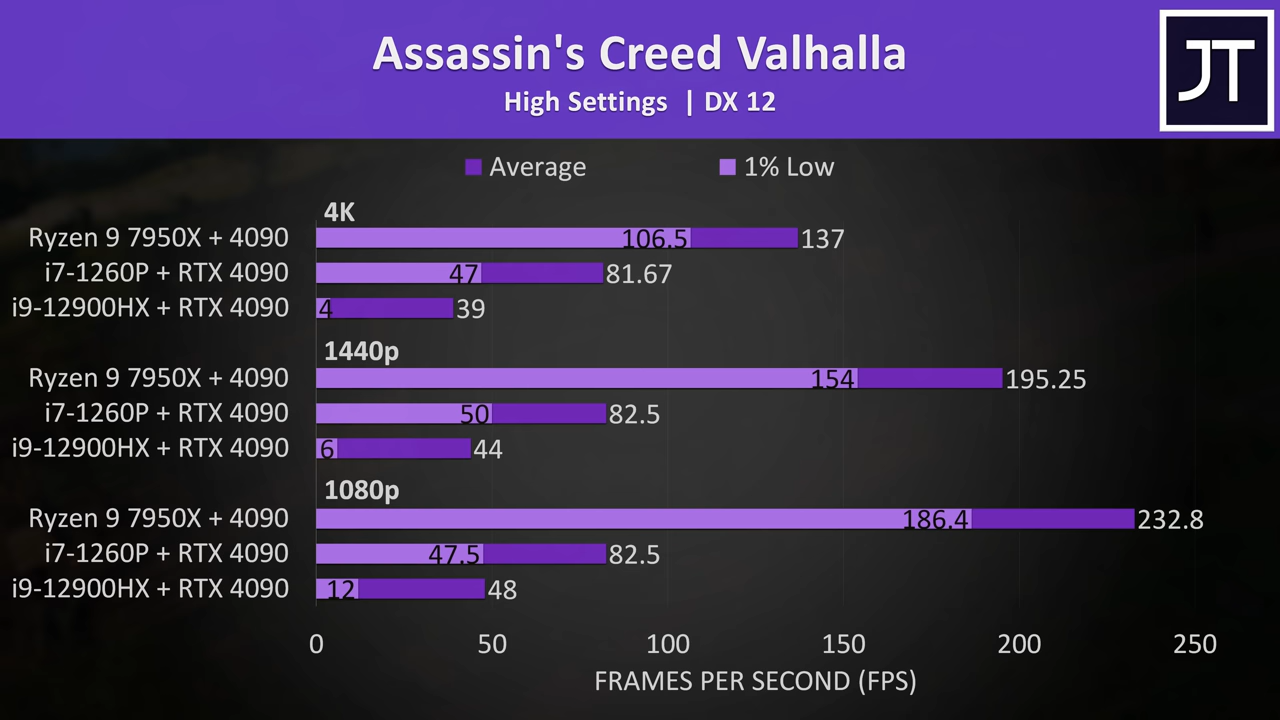 Assassin's Creed Valhalla
High Settings | DX 12
JT
Average 1% Low
4K
Ryzen 9 7950X + 4090 106.5 137
i7-1260P + RTX 4090 47 81.67
i9-12900HX + RTX 4090 4 39
1440p
Ryzen 9 7950X + 4090 154 195.25
i7-1260P + RTX 4090 50 82.5
i9-12900HX + RTX 4090 6 44
1080p
Ryzen 9 7950X + 4090 186.4 232.8
i7-1260P + RTX 4090 47.5 82.5
i9-12900HX + RTX 4090 12 48
0 50 100 150 200 250
FRAMES PER SECOND (FPS)